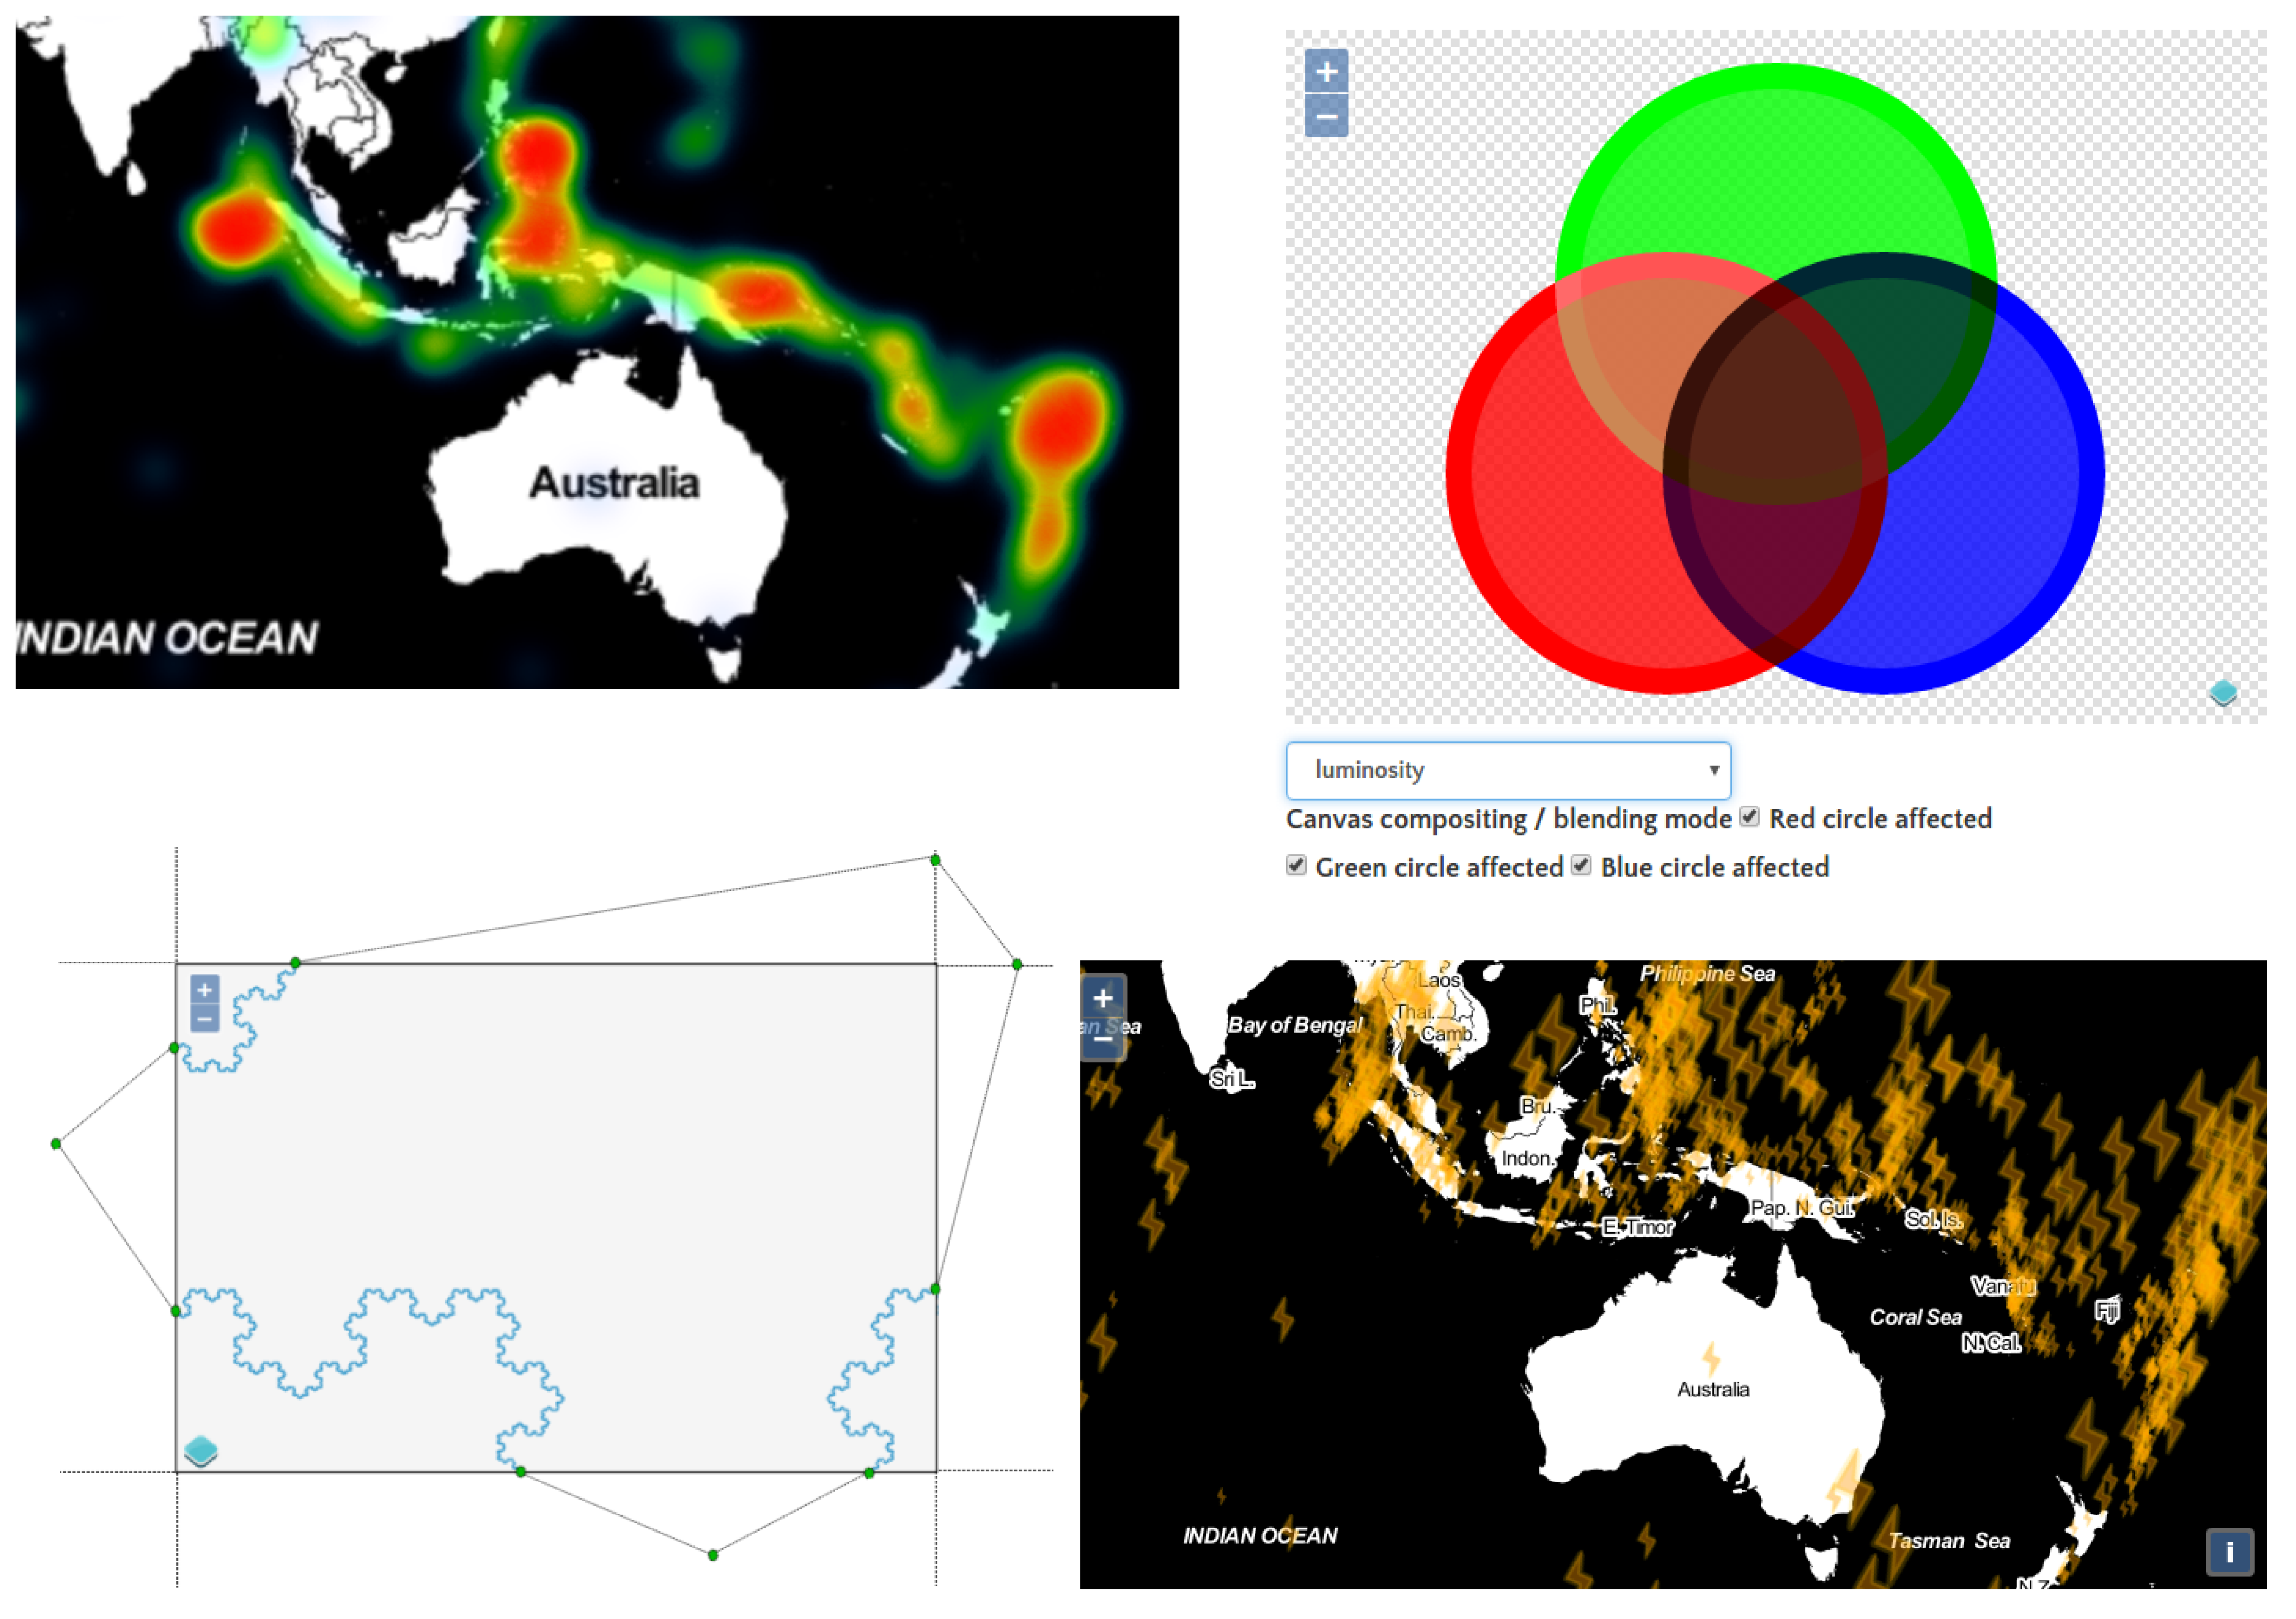 Australia
INDIAN OCEAN
+
−
luminosity
Canvas compositing / blending mode Red circle affected
Green circle affected Blue circle affected
+
−
Philippine Sea
Laos
Phil.
Thai.
an Sea
Bay of Bengal
Camb.
+
−
Sri L.
Bru.
Indon.
Pap. N. Gui.
E. Timor
Sol. Is.
Vanatu
Fiji
Coral Sea
N. Cal.
Australia
INDIAN OCEAN
Tasman Sea
i
N.Z.